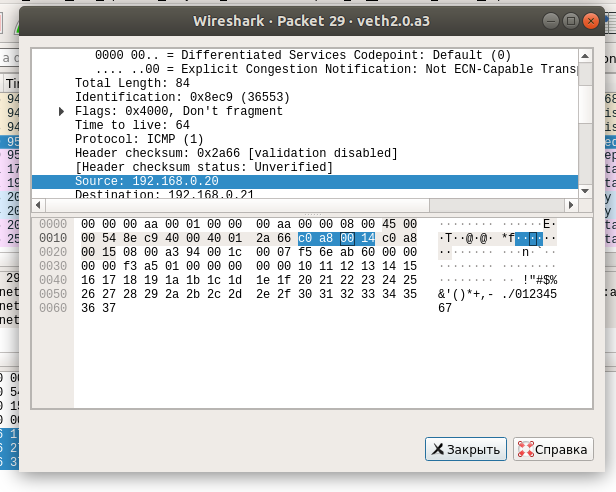 Wireshark · Packet 29 · veth2.0.a3
0000 00.. = Differentiated Services Codepoint: Default (0)
.... ..00 = Explicit Congestion Notification: Not ECN-Capable Transp
Total Length: 84
Identification: 0x8ec9 (36553)
Flags: 0x4000, Don't fragment
Time to live: 64
Protocol: ICMP (1)
Header checksum: 0x2a66 [validation disabled]
[Header checksum status: Unverified]
Source: 192.168.0.20
Destination: 192.168.0.21
0000 00 00 00 aa 00 01 00 00 00 aa 00 00 08 00 45 00 ········ ······E·
0010 00 54 8e c9 40 00 40 01 2a 66 c0 a8 00 14 c0 a8 ·T··@·@· *f······
0020 00 15 08 00 a3 94 00 1c 00 07 f5 6e ab 60 00 00 ········ ···n·`··
0030 00 00 f3 a5 01 00 00 00 00 00 10 11 12 13 14 15 ········ ········
0040 16 17 18 19 1a 1b 1c 1d 1e 1f 20 21 22 23 24 25 ········ ·· !"#$%
0050 26 27 28 29 2a 2b 2c 2d 2e 2f 30 31 32 33 34 35 &'()*+,- ./012345
0060 36 37 67
Закрыть
Справка